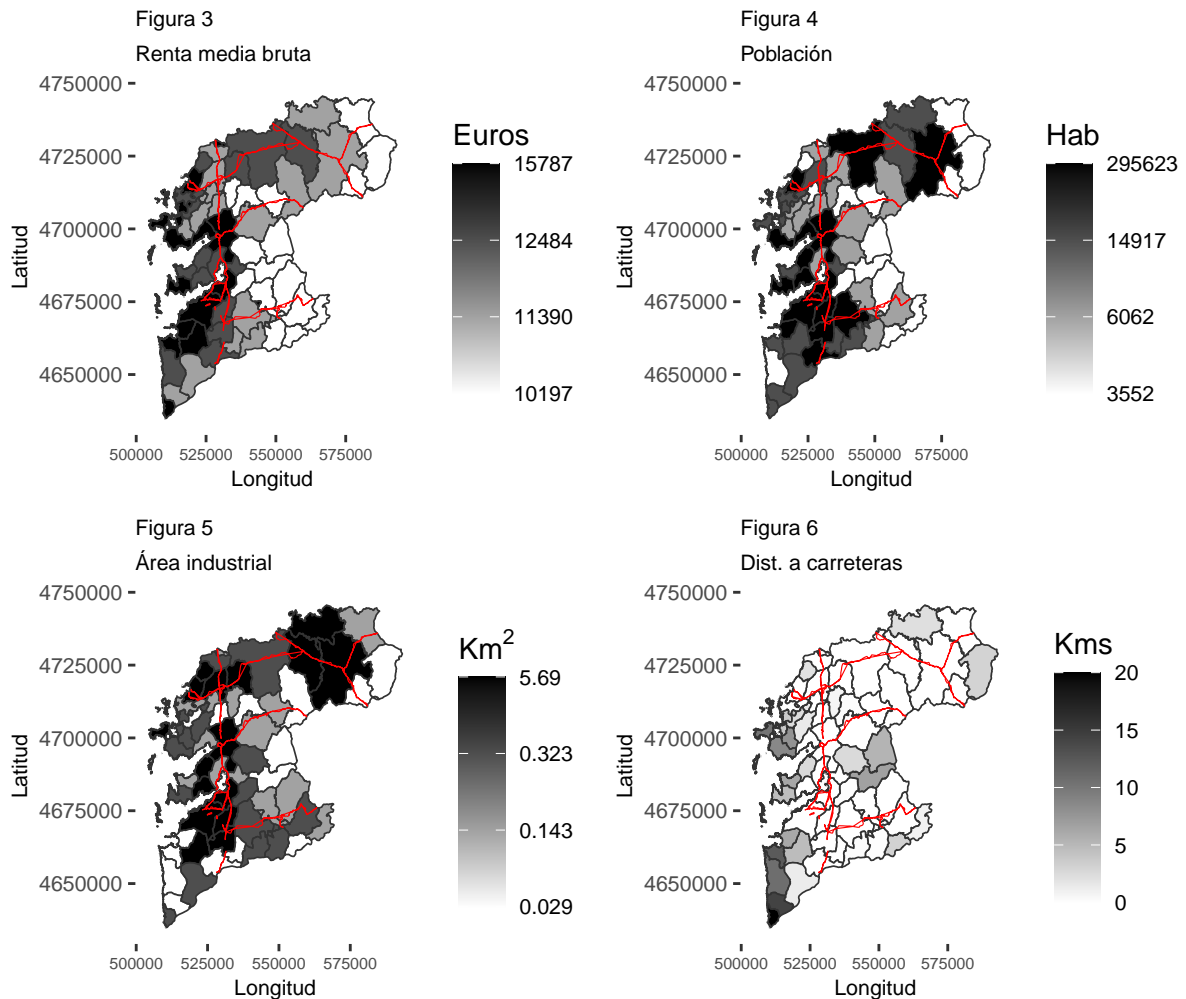 Figura 3
Renta media bruta
4750000
4725000
4700000
4675000
4650000
Latitud
500000 525000 550000 575000
Longitud
Euros
15787
12484
11390
10197
Figura 4
Población
4750000
4725000
4700000
4675000
4650000
Latitud
500000 525000 550000 575000
Longitud
Hab
295623
14917
6062
3552
Figura 5
Área industrial
4750000
4725000
4700000
4675000
4650000
Latitud
500000 525000 550000 575000
Longitud
Km²
5.69
0.323
0.143
0.029
Figura 6
Dist. a carreteras
4750000
4725000
4700000
4675000
4650000
Latitud
500000 525000 550000 575000
Longitud
Kms
20
15
10
5
0